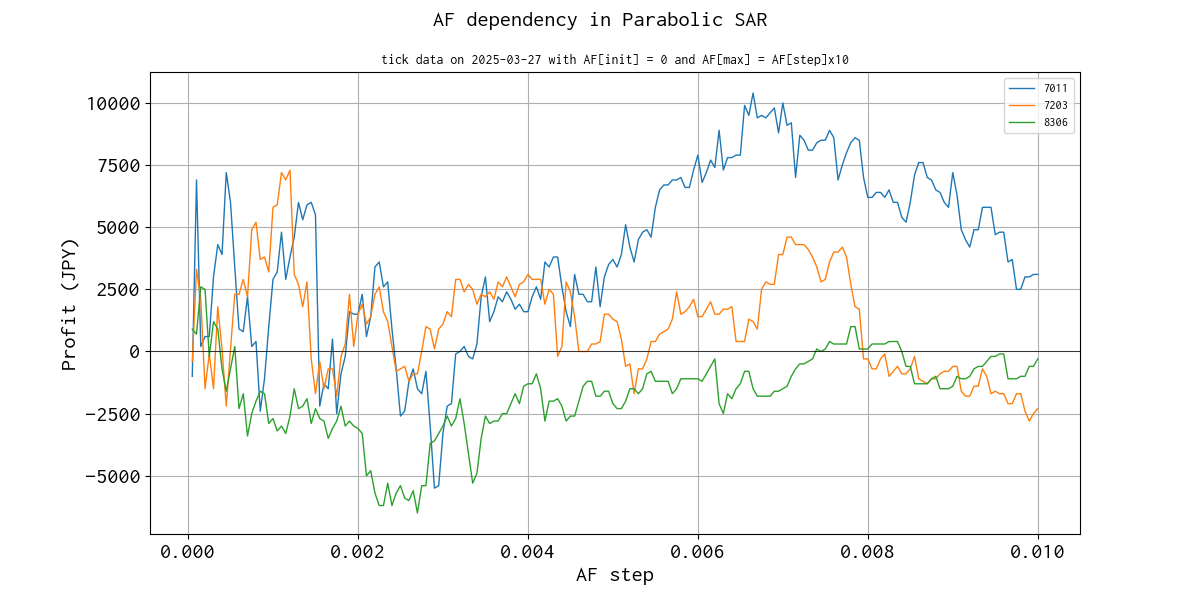 AF dependency in Parabolic SAR
tick data on 2025-03-27 with AF[init] = 0 and AF[max] = AF[step]x10
7011
7203
8306
10000
7500
5000
2500
0
−2500
−5000
Profit (JPY)
0.000 0.002 0.004 0.006 0.008 0.010
AF step